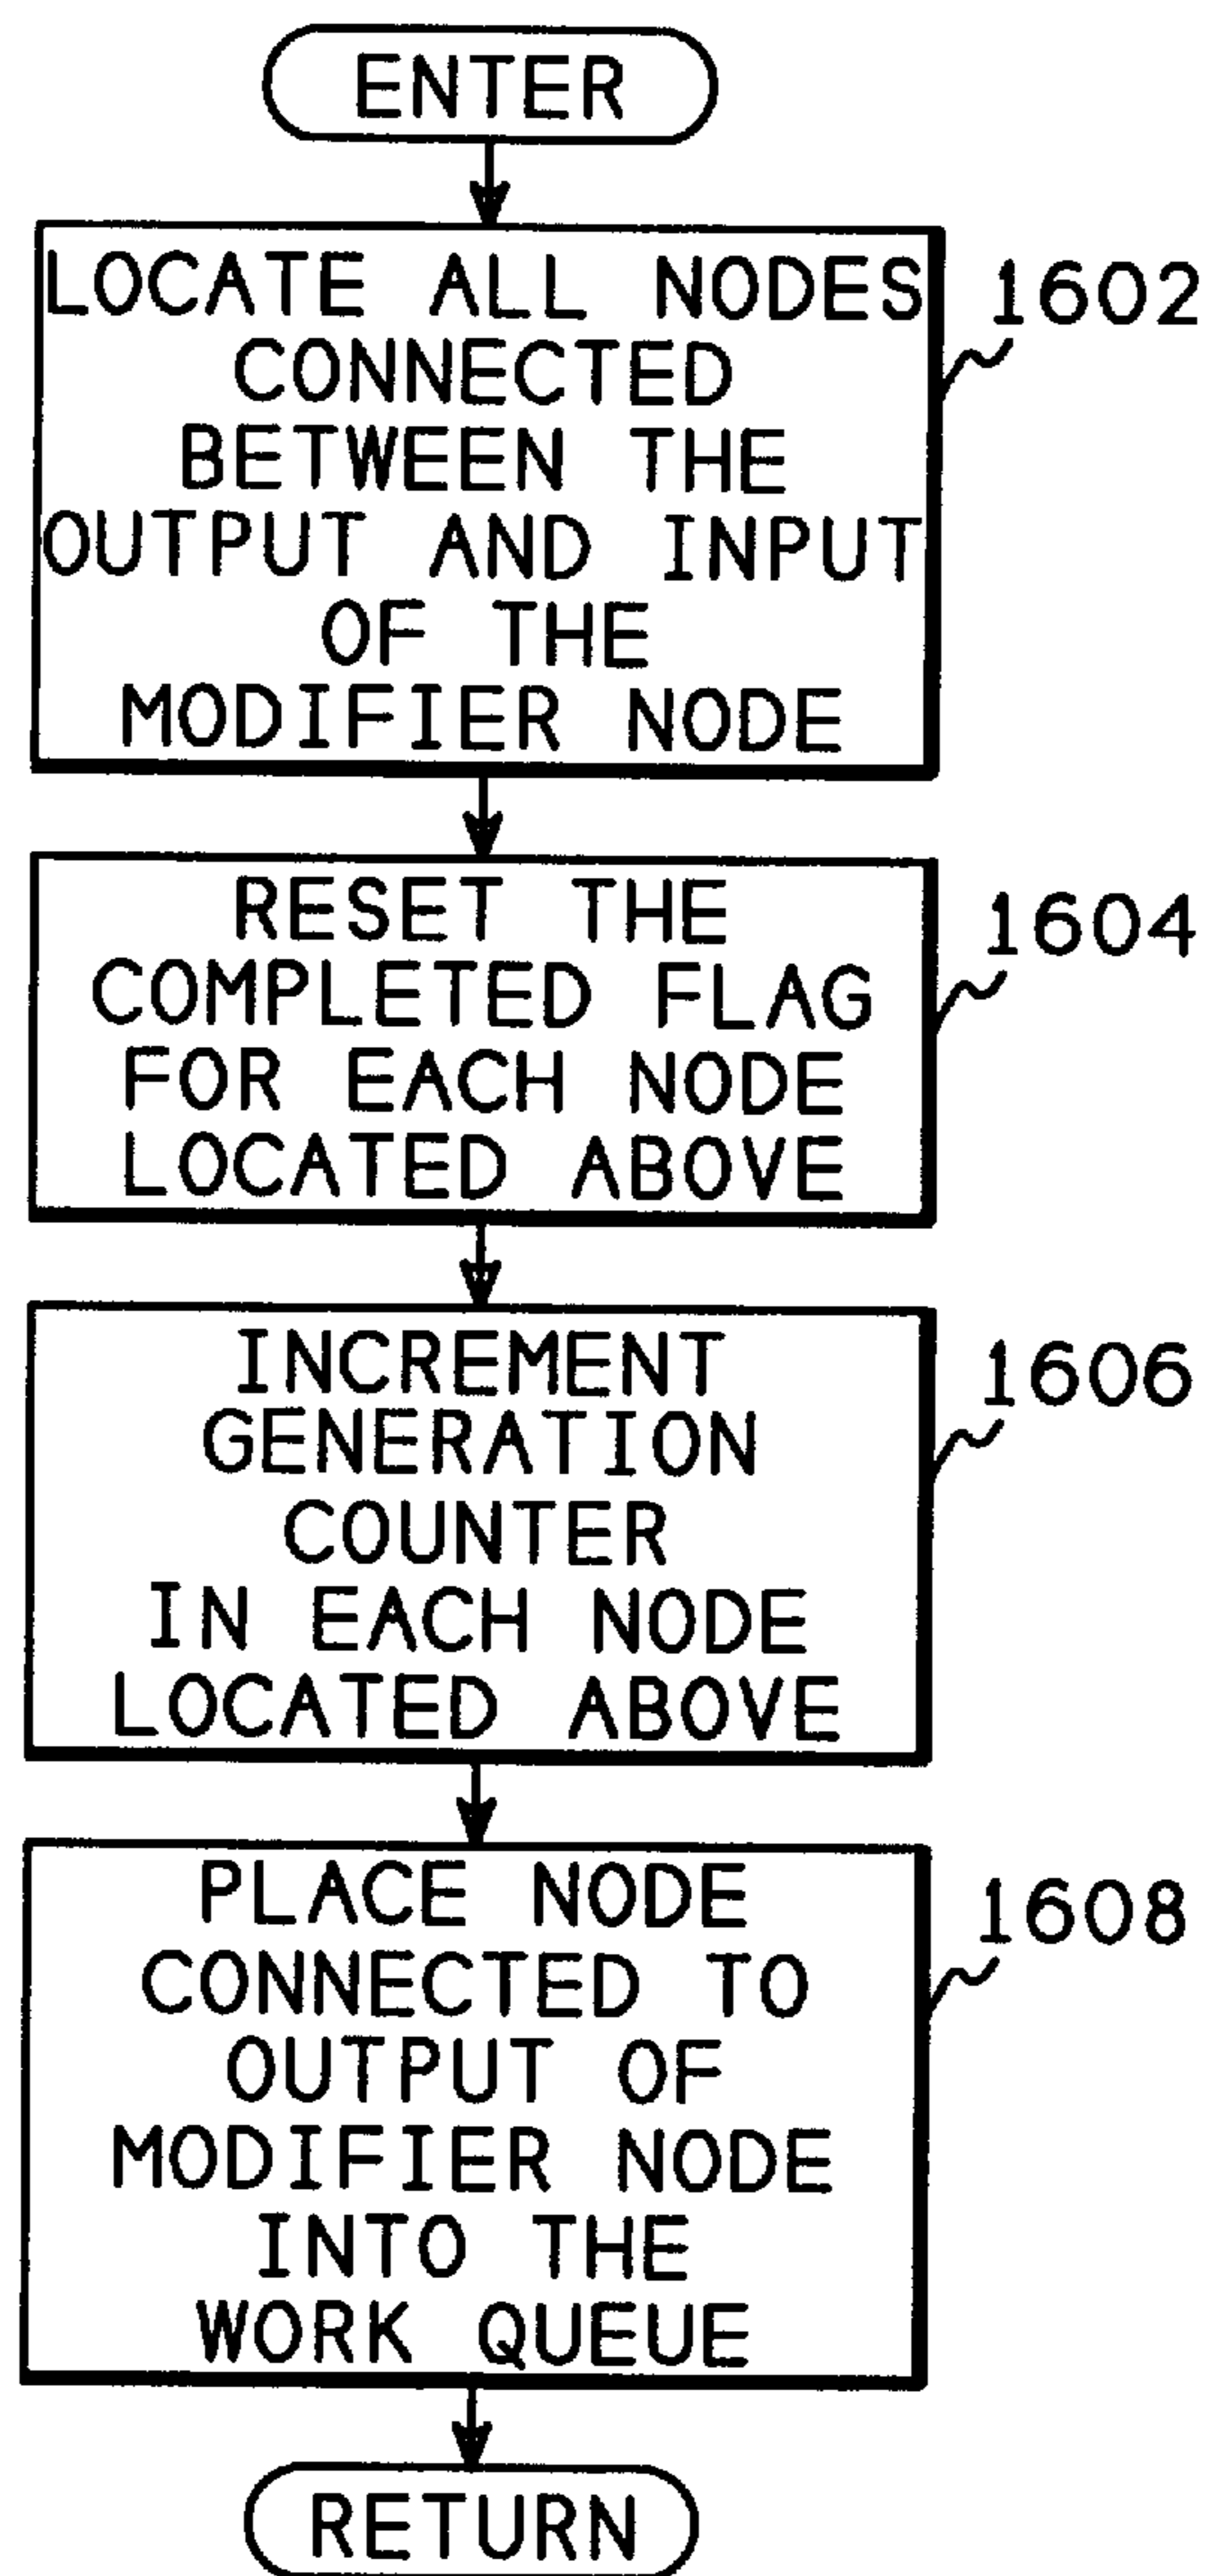 ENTER
LOCATE ALL NODES
CONNECTED
BETWEEN THE
OUTPUT AND INPUT
OF THE
MODIFIER NODE
1602
RESET THE
COMPLETED FLAG
FOR EACH NODE
LOCATED ABOVE
1604
INCREMENT
GENERATION
COUNTER
IN EACH NODE
LOCATED ABOVE
1606
PLACE NODE
CONNECTED TO
OUTPUT OF
MODIFIER NODE
INTO THE
WORK QUEUE
1608
RETURN